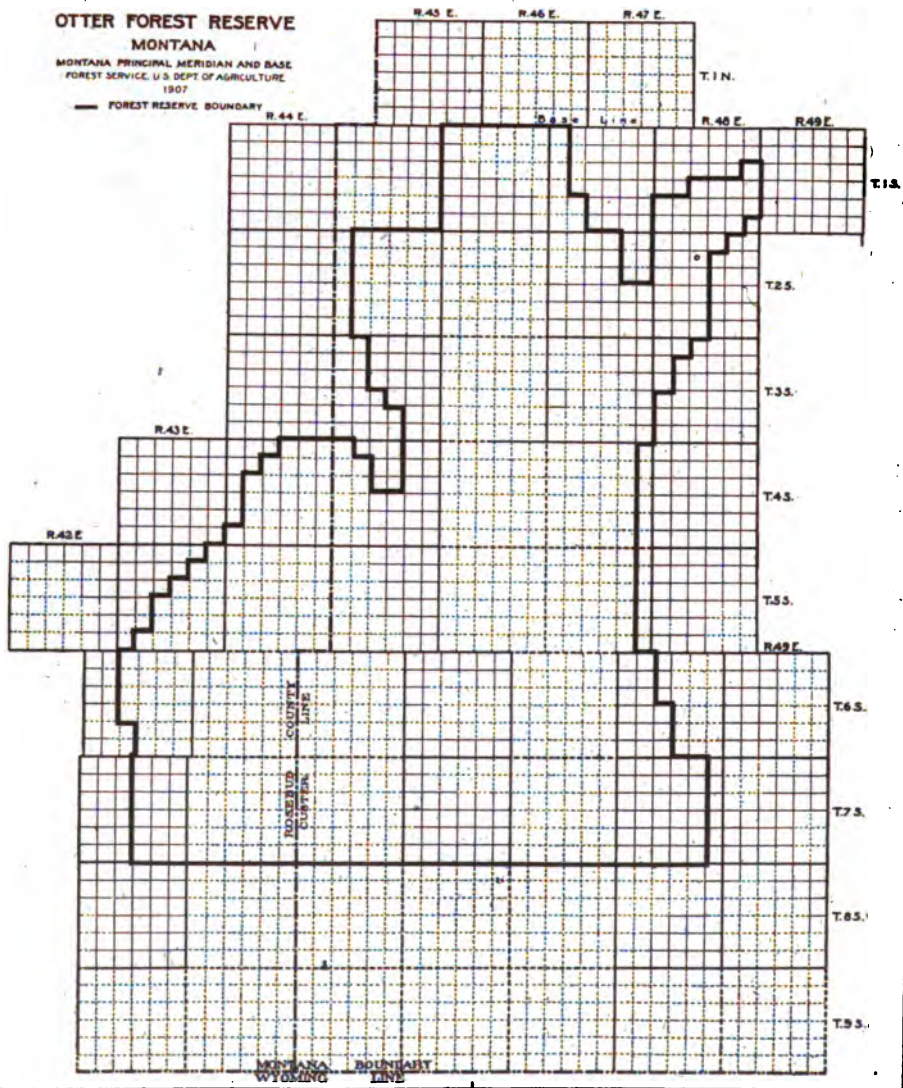 OTTER FOREST RESERVE
MONTANA
MONTANA PRINCIPAL MERIDIAN AND BASE
FOREST SERVICE, U.S. DEPT. OF AGRICULTURE
1907
FOREST RESERVE BOUNDARY
R.45 E. R.46 E. R.47 E.
T.1 N.
Base Line
R.44 E. R.48 E. R.49 E.
T.1 S.
T.2 S.
T.3 S.
R.43 E.
T.4 S.
R.42 E.
T.5 S.
R.49 E.
COUNTY LINE
T.6 S.
ROSEBUD
CUSTER
T.7 S.
T.8 S.
T.9 S.
MONTANA BOUNDARY
WYOMING LINE